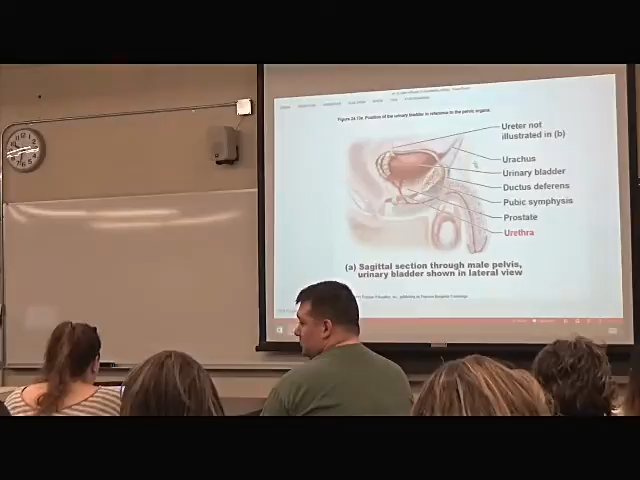 Figure 24.13a Position of the urinary bladder in reference to the pelvic organs
Ureter not
illustrated in (b)
Urachus
Urinary bladder
Ductus deferens
Pubic symphysis
Prostate
Urethra
(a) Sagittal section through male pelvis,
urinary bladder shown in lateral view